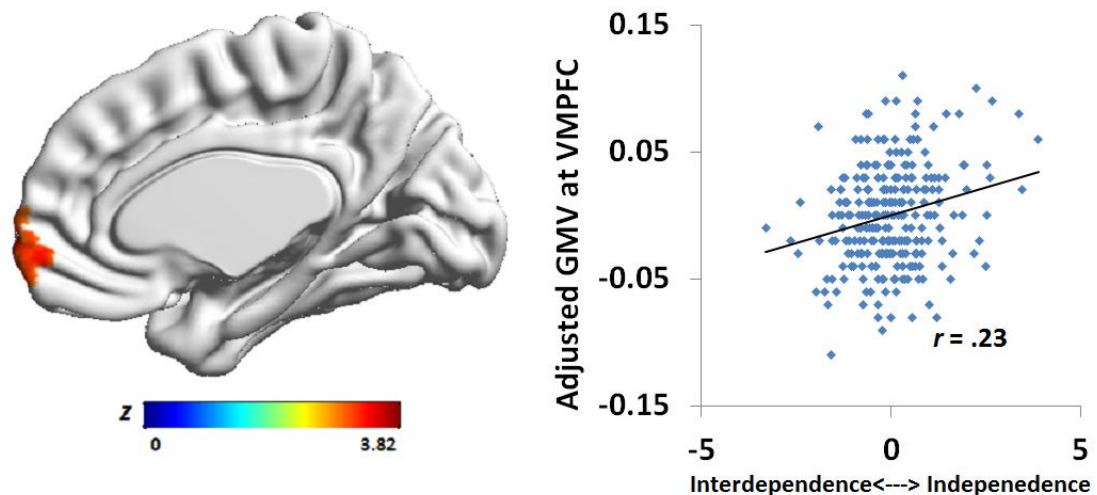 Z
0 3.82
Adjusted GMV at VMPFC
0.15
0.05
-0.05
-0.15
r = .23
-5 0 5
Interdependence<---> Indepenedence